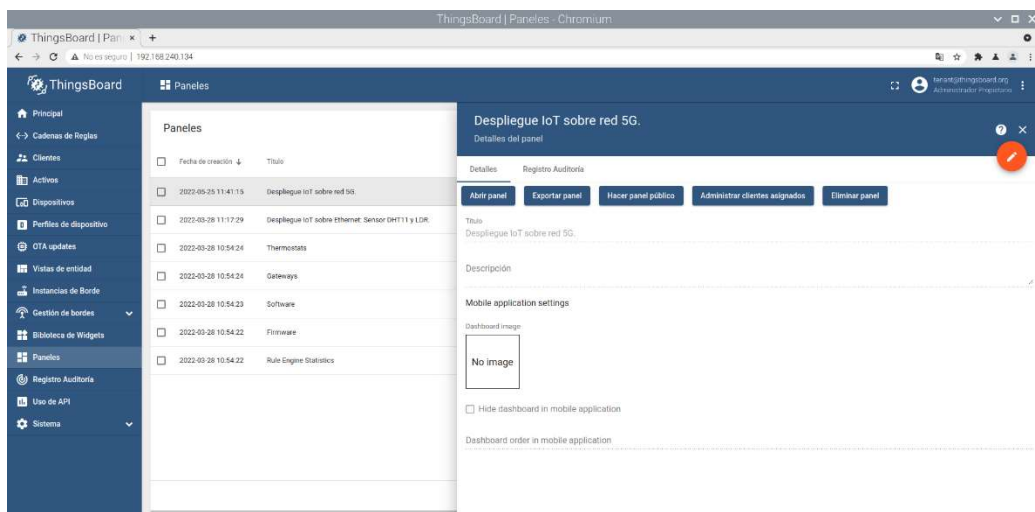 ThingsBoard | Paneles - Chromium
ThingsBoard | Pan
No es seguro | 192.168.240.134
ThingsBoard
Paneles
tenant@thingsboard.org
Administrador Propietario
Principal
Cadenas de Reglas
Clientes
Activos
Dispositivos
Perfiles de dispositivo
OTA updates
Vistas de entidad
Instancias de Borde
Gestión de bordes
Biblioteca de Widgets
Paneles
Registro Auditoría
Uso de API
Sistema
Paneles
Fecha de creación Título
2022-05-25 11:41:15 Despliegue IoT sobre red 5G.
2022-03-28 11:17:29 Despliegue IoT sobre Ethernet: Sensor DHT11 y LDR.
2022-03-28 10:54:24 Thermostats
2022-03-28 10:54:24 Gateways
2022-03-28 10:54:23 Software
2022-03-28 10:54:22 Firmware
2022-03-28 10:54:22 Rule Engine Statistics
Despliegue IoT sobre red 5G.
Detalles del panel
Detalles Registro Auditoría
Abrir panel Exportar panel Hacer panel público Administrar clientes asignados Eliminar panel
Título
Despliegue IoT sobre red 5G.
Descripción
Mobile application settings
Dashboard image
No image
Hide dashboard in mobile application
Dashboard order in mobile application